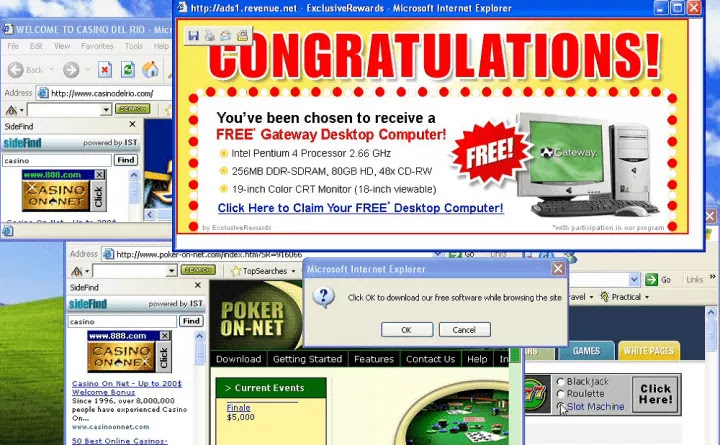 http://ads1.revenue.net - ExclusiveRewards - Microsoft Internet Explorer
CONGRATULATIONS!
You've been chosen to receive a
FREE* Gateway Desktop Computer!
Intel Pentium 4 Processor 2.66 GHz
256MB DDR-SDRAM, 80GB HD, 48x CD-RW
19-inch Color CRT Monitor (18-inch viewable)
Click Here to Claim Your FREE* Desktop Computer!
FREE!
Gateway
by ExclusiveRewards
*with participation in our program
WELCOME TO CASINO DEL RIO - Mic
File Edit View Favorites Tools H
Back
Address http://www.casinodelrio.com/
SEARCH
SideFind
sideFind powered by IST
casino Find
www.888.com
CASINO
ON NET
Click
Casino On Net - Up to 200$
Address http://www.poker-on-net.com/index.htm?SR=916066
Go Links
SEARCH TopSearches
SideFind
sideFind powered by IST
casino Find
www.888.com
CASINO
ON NET
Click
Casino On Net - Up to 200$
Welcome Bonus
Since 1996, over 8,000,000
people have experienced Casino
On...
www.casinoonnet.com
50 Best Online Casinos-
POKER
ON-NET
Download Getting Started Features Contact Us Help In
> Current Events
Finale
$5,000
Microsoft Internet Explorer
Click OK to download our free software while browsing the site
OK Cancel
Go Links
ravel Practical
GAMES WHITE PAGES
BlackJack
Roulette
Slot Machine
Click
Here!